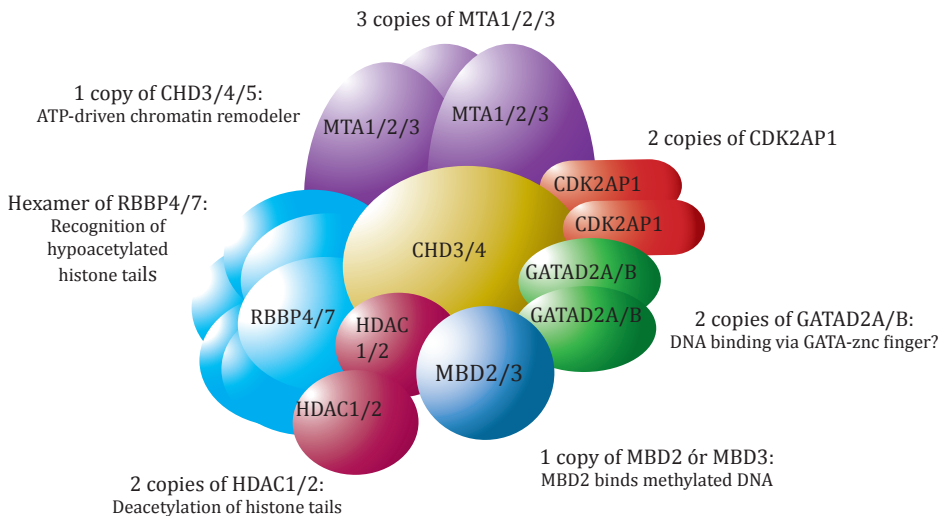 3 copies of MTA1/2/3
1 copy of CHD3/4/5:
ATP-driven chromatin remodeler
MTA1/2/3
MTA1/2/3
2 copies of CDK2AP1
CDK2AP1
CDK2AP1
Hexamer of RBBP4/7:
Recognition of
hypoacetylated
histone tails
CHD3/4
GATAD2A/B
GATAD2A/B
RBBP4/7
HDAC
1/2
2 copies of GATAD2A/B:
DNA binding via GATA-znc finger?
MBD2/3
HDAC1/2
1 copy of MBD2 ór MBD3:
MBD2 binds methylated DNA
2 copies of HDAC1/2:
Deacetylation of histone tails